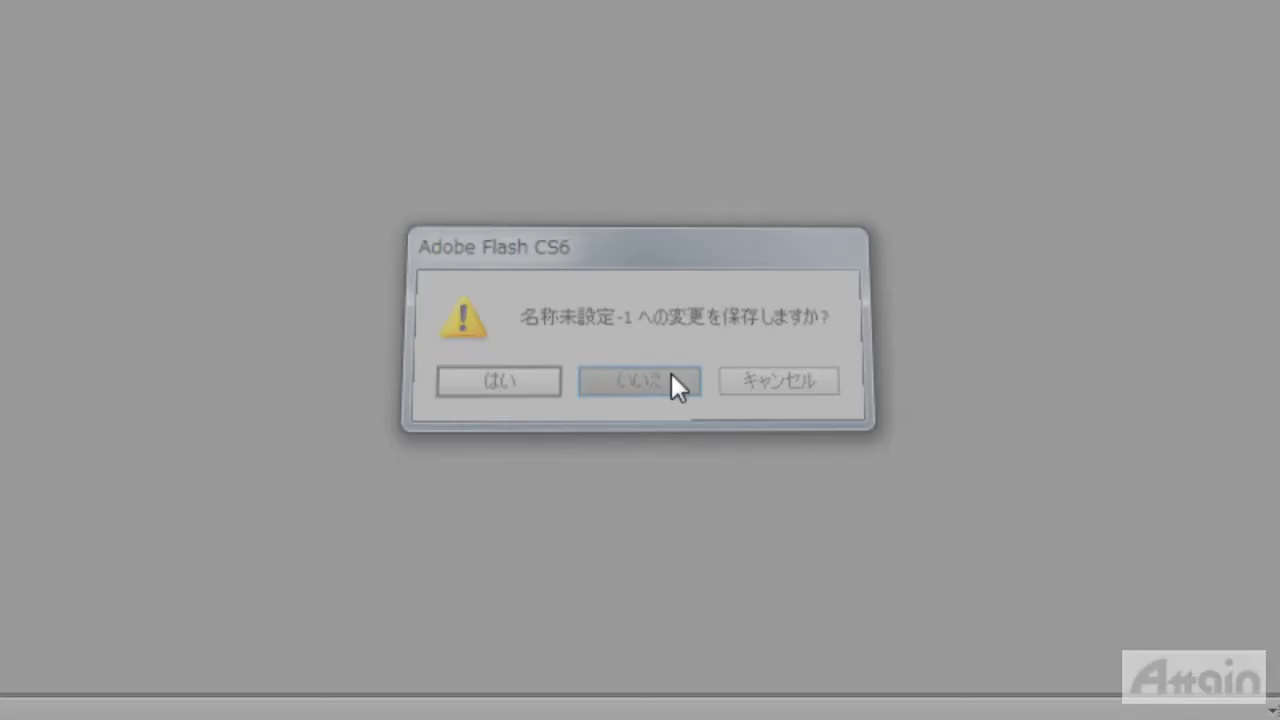 Adobe Flash CS6
名称未設定-1 への変更を保存しますか?
はい
いいえ
キャンセル
Attain